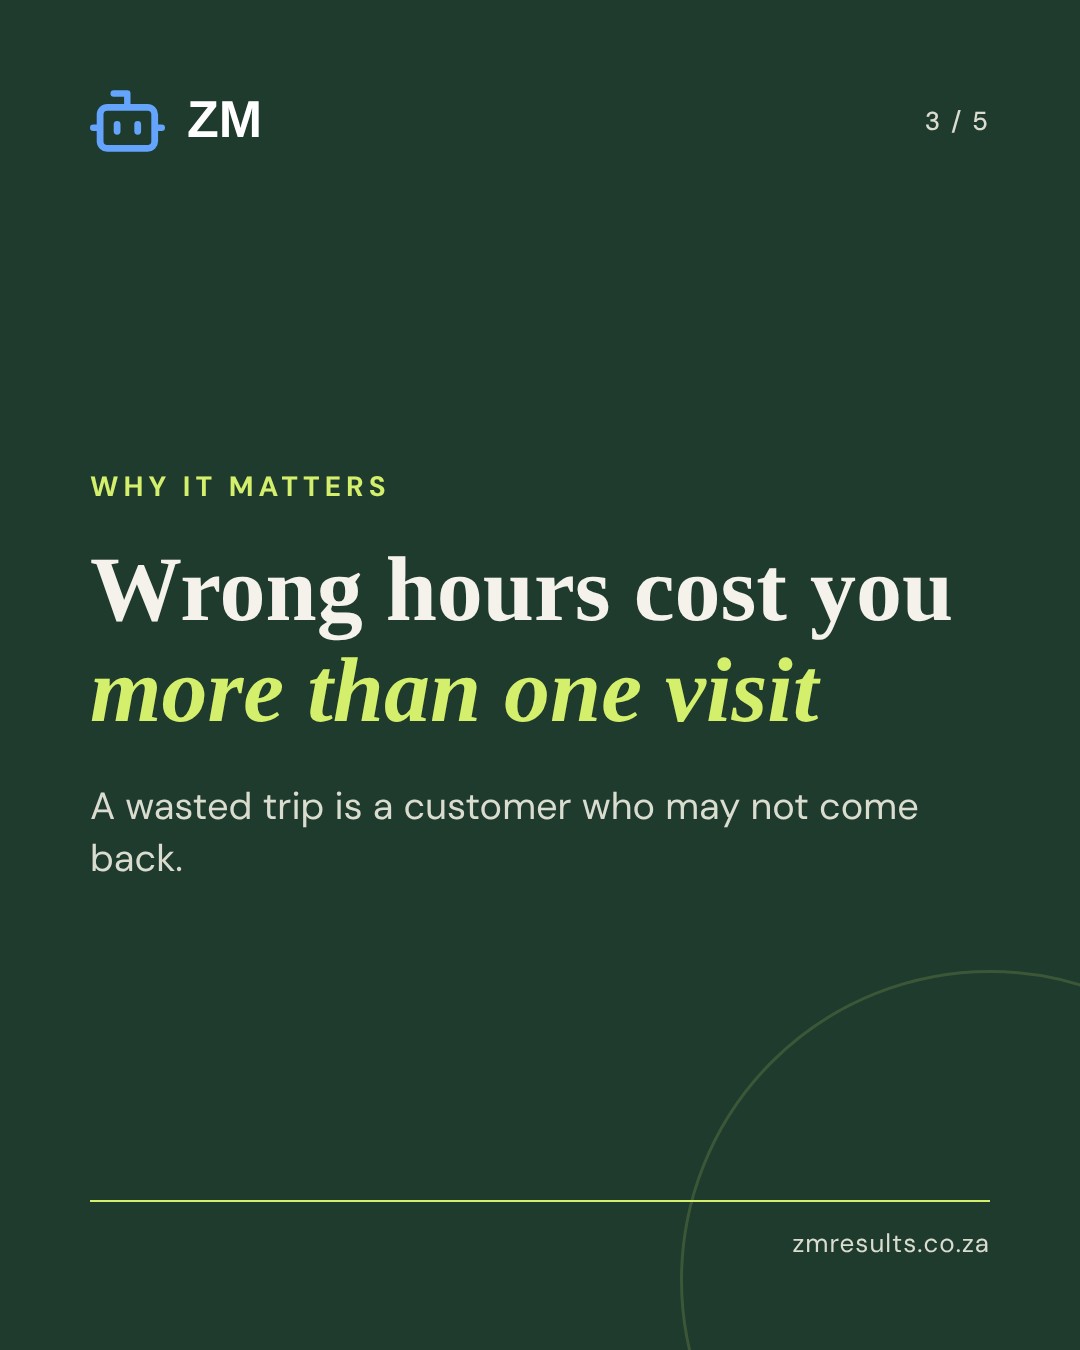 ZM
3 / 5
WHY IT MATTERS
Wrong hours cost you
more than one visit
A wasted trip is a customer who may not come
back.
zmresults.co.za